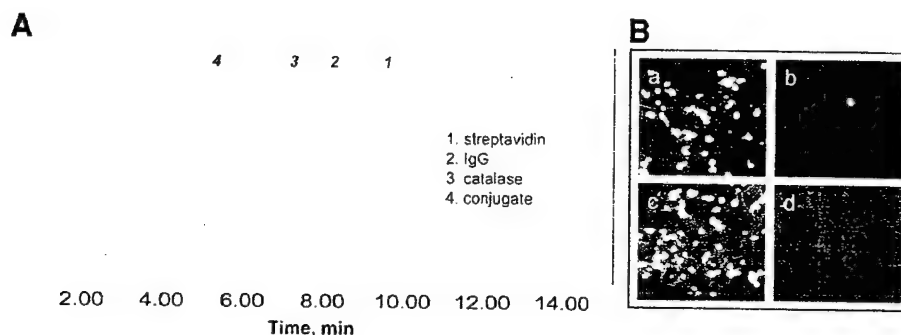 A
4 3 2 1
1. streptavidin
2. IgG
3 catalase
4. conjugate
2.00 4.00 6.00 8.00 10.00 12.00 14.00
Time, min
B
a b
c d